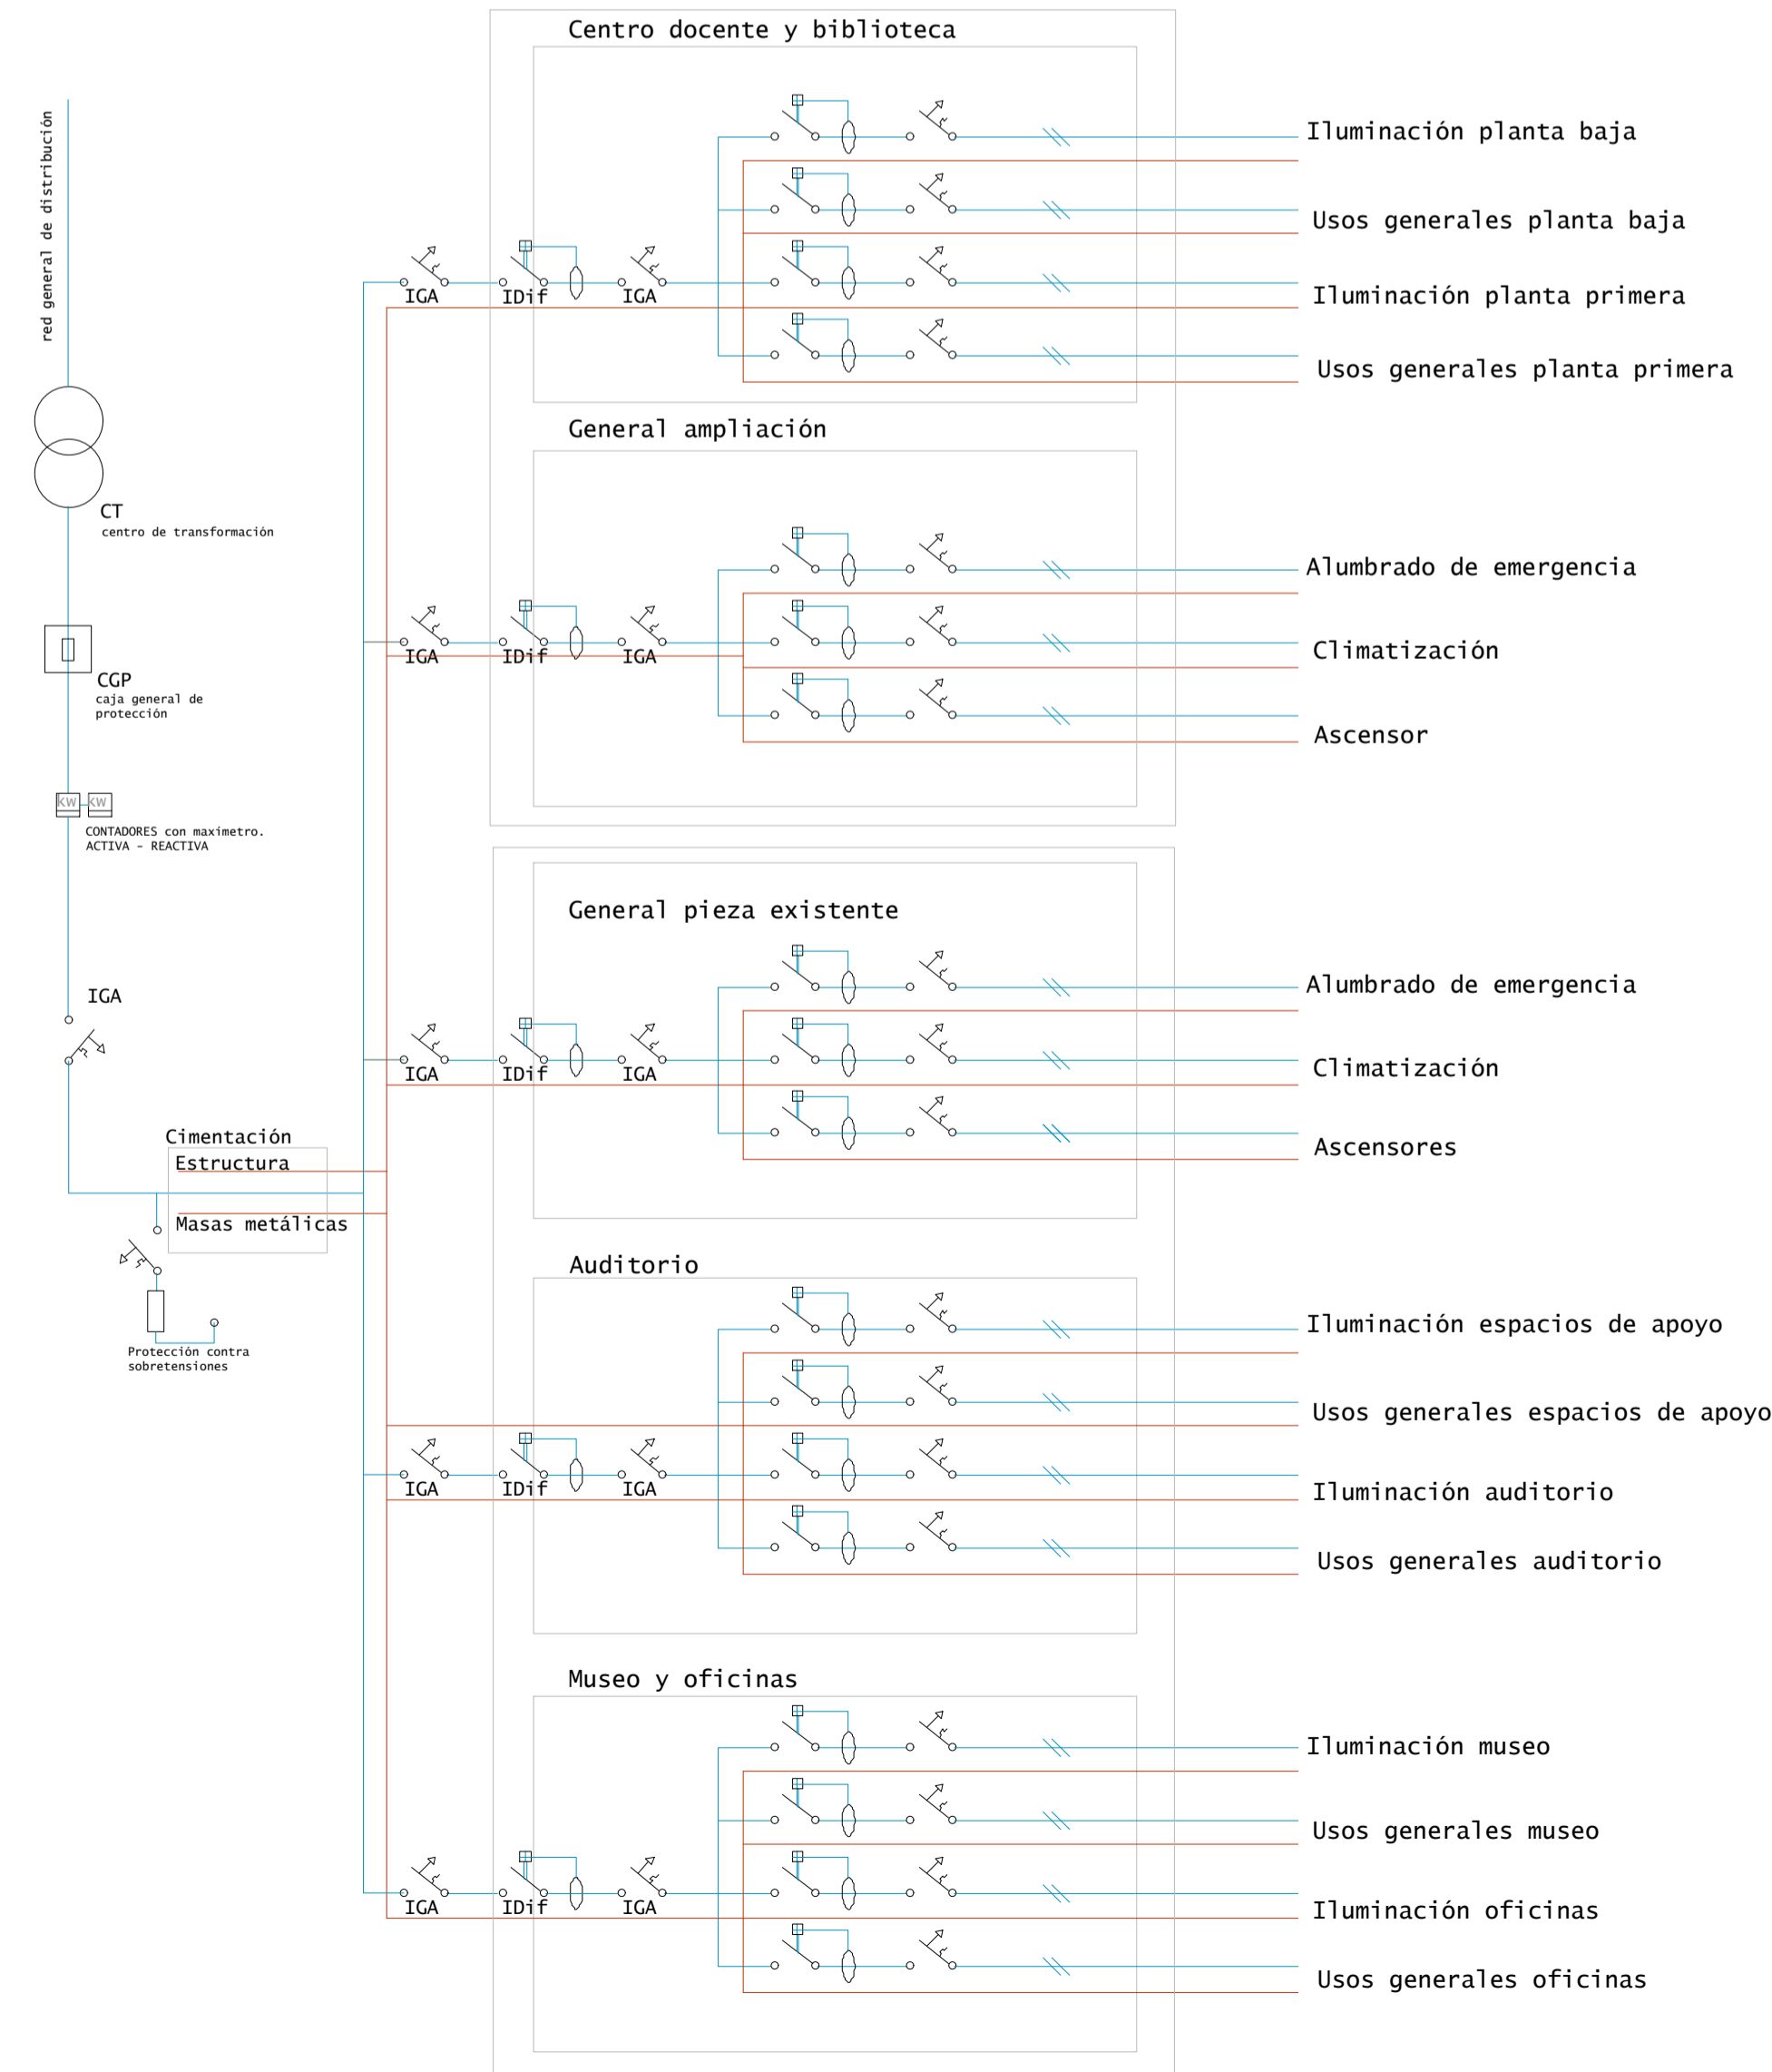 red general de distribución
CT
centro de transformación
CGP
caja general de
protección
KW KW
CONTADORES con maxímetro.
ACTIVA - REACTIVA
IGA
Cimentación
Estructura
Masas metálicas
Protección contra
sobretensiones
Centro docente y biblioteca
IGA
IDif
IGA
Iluminación planta baja
Usos generales planta baja
Iluminación planta primera
Usos generales planta primera
General ampliación
IGA
IDif
IGA
Alumbrado de emergencia
Climatización
Ascensor
General pieza existente
IGA
IDif
IGA
Alumbrado de emergencia
Climatización
Ascensores
Auditorio
IGA
IDif
IGA
Iluminación espacios de apoyo
Usos generales espacios de apoyo
Iluminación auditorio
Usos generales auditorio
Museo y oficinas
IGA
IDif
IGA
Iluminación museo
Usos generales museo
Iluminación oficinas
Usos generales oficinas